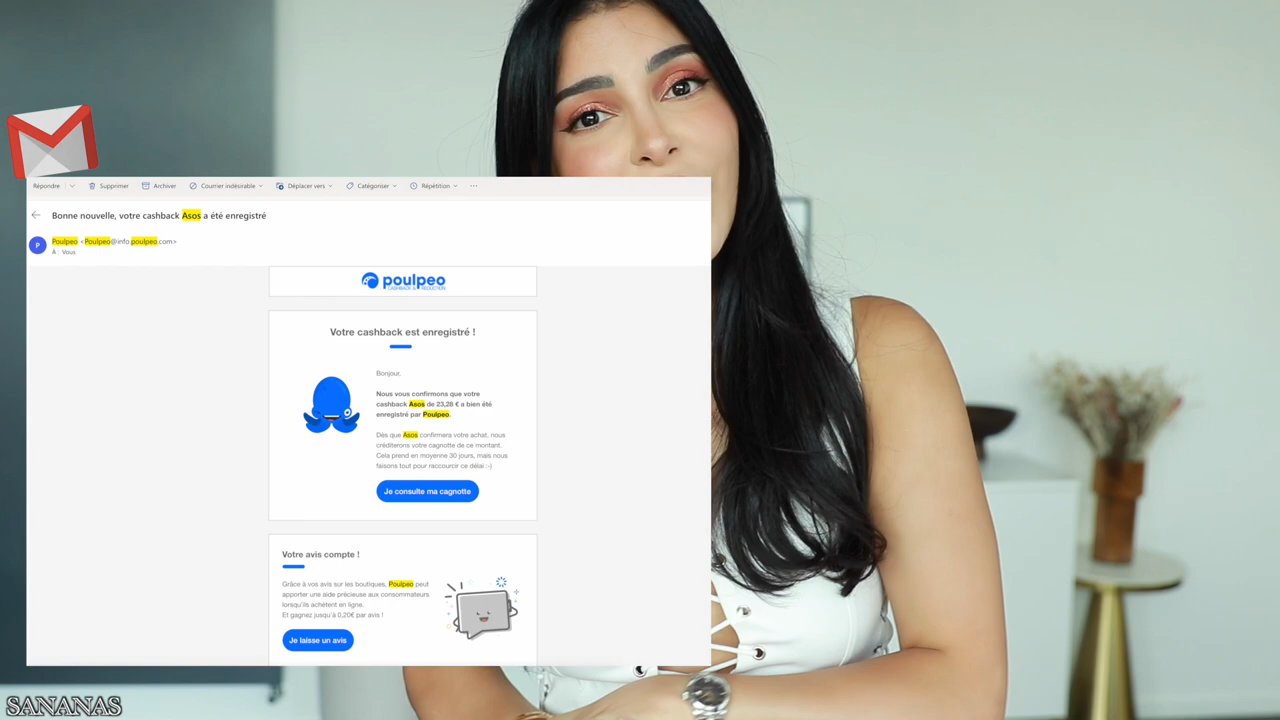 Répondre
Supprimer
Archiver
Courrier indésirable
Déplacer vers
Catégoriser
Répétition
Bonne nouvelle, votre cashback Asos a été enregistré
P
Poulpeo <Poulpeo@info.poulpeo.com>
À : Vous
poulpeo
CASHBACK & RÉDUCTION
Votre cashback est enregistré !
Bonjour,
Nous vous confirmons que votre
cashback Asos de 23,28 € a bien été
enregistré par Poulpeo.
Dès que Asos confirmera votre achat, nous
créditerons votre cagnotte de ce montant.
Cela prend en moyenne 30 jours, mais nous
faisons tout pour raccourcir ce délai :-)
Je consulte ma cagnotte
Votre avis compte !
Grâce à vos avis sur les boutiques, Poulpeo peut
apporter une aide précieuse aux consommateurs
lorsqu'ils achètent en ligne.
Et gagnez jusqu'à 0,20€ par avis !
Je laisse un avis
SANANAS